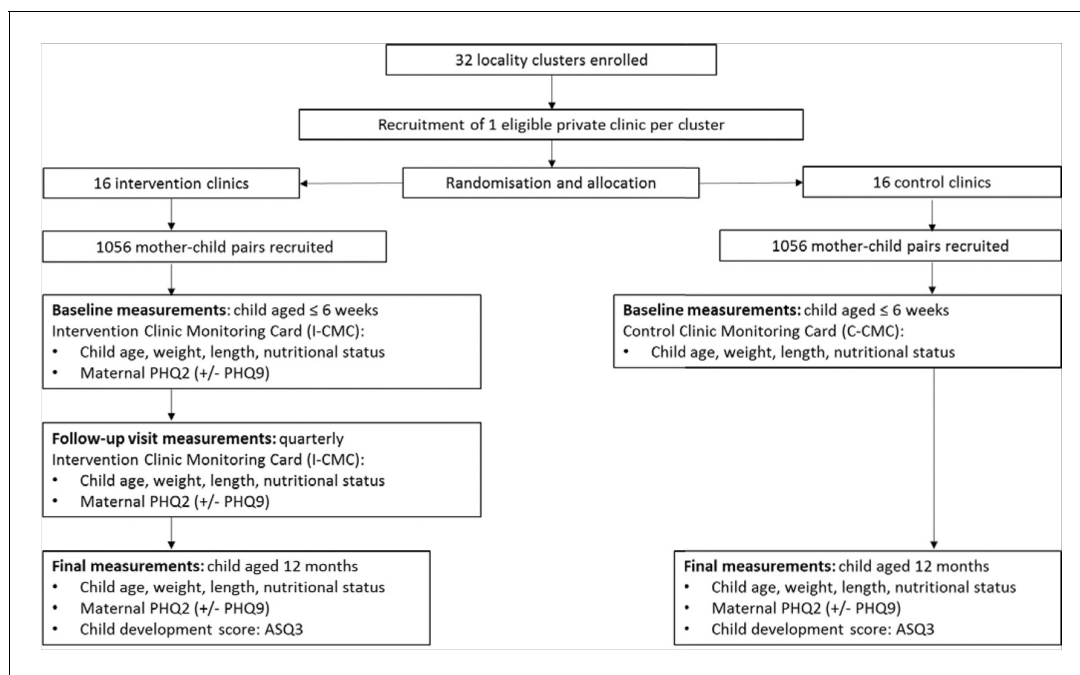 32 locality clusters enrolled
Recruitment of 1 eligible private clinic per cluster
16 intervention clinics
Randomisation and allocation
16 control clinics
1056 mother-child pairs recruited
1056 mother-child pairs recruited
Baseline measurements: child aged ≤ 6 weeks
Intervention Clinic Monitoring Card (I-CMC):
• Child age, weight, length, nutritional status
• Maternal PHQ2 (+/- PHQ9)
Baseline measurements: child aged ≤ 6 weeks
Control Clinic Monitoring Card (C-CMC):
• Child age, weight, length, nutritional status
Follow-up visit measurements: quarterly
Intervention Clinic Monitoring Card (I-CMC):
• Child age, weight, length, nutritional status
• Maternal PHQ2 (+/- PHQ9)
Final measurements: child aged 12 months
• Child age, weight, length, nutritional status
• Maternal PHQ2 (+/- PHQ9)
• Child development score: ASQ3
Final measurements: child aged 12 months
• Child age, weight, length, nutritional status
• Maternal PHQ2 (+/- PHQ9)
• Child development score: ASQ3